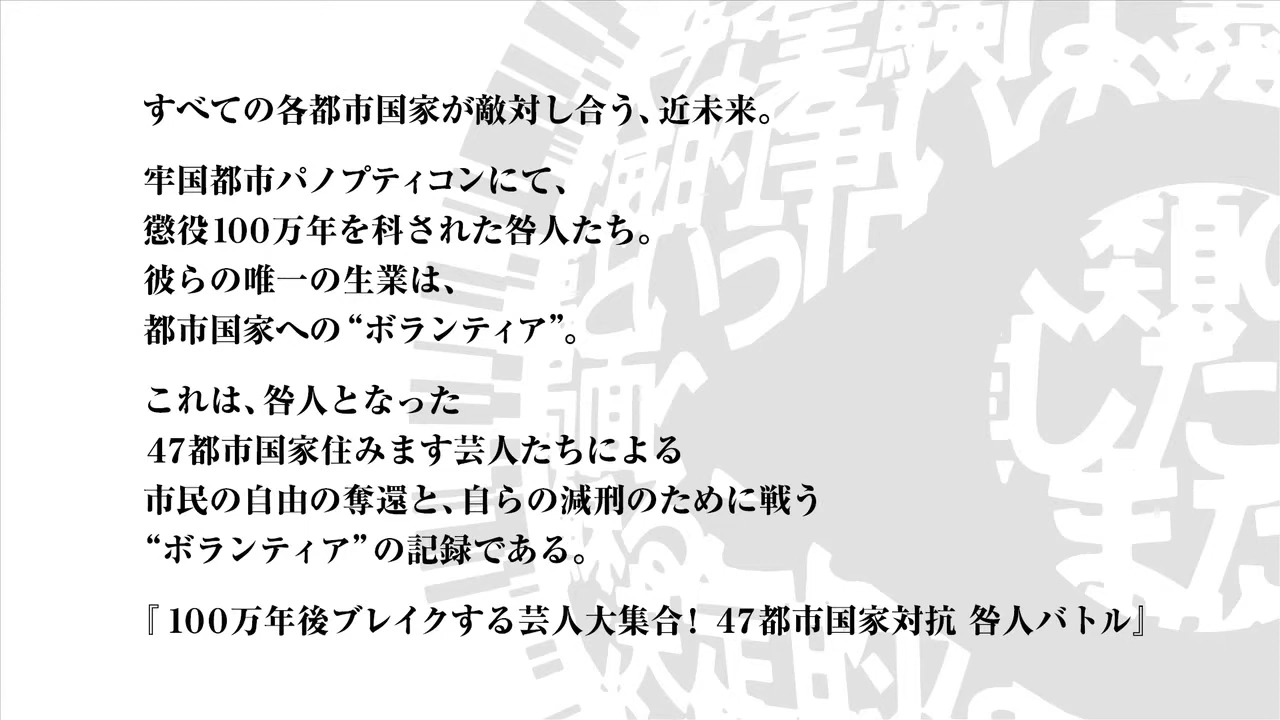 すべての各都市国家が敵対し合う、近未来。
牢国都市パノプティコンにて、
懲役100万年を科された咎人たち。
彼らの唯一の生業は、
都市国家への“ボランティア”。
これは、咎人となった
47都市国家住みます芸人たちによる
市民の自由の奪還と、自らの減刑のために戦う
“ボランティア”の記録である。
『100万年後ブレイクする芸人大集合！ 47都市国家対抗 咎人バトル』